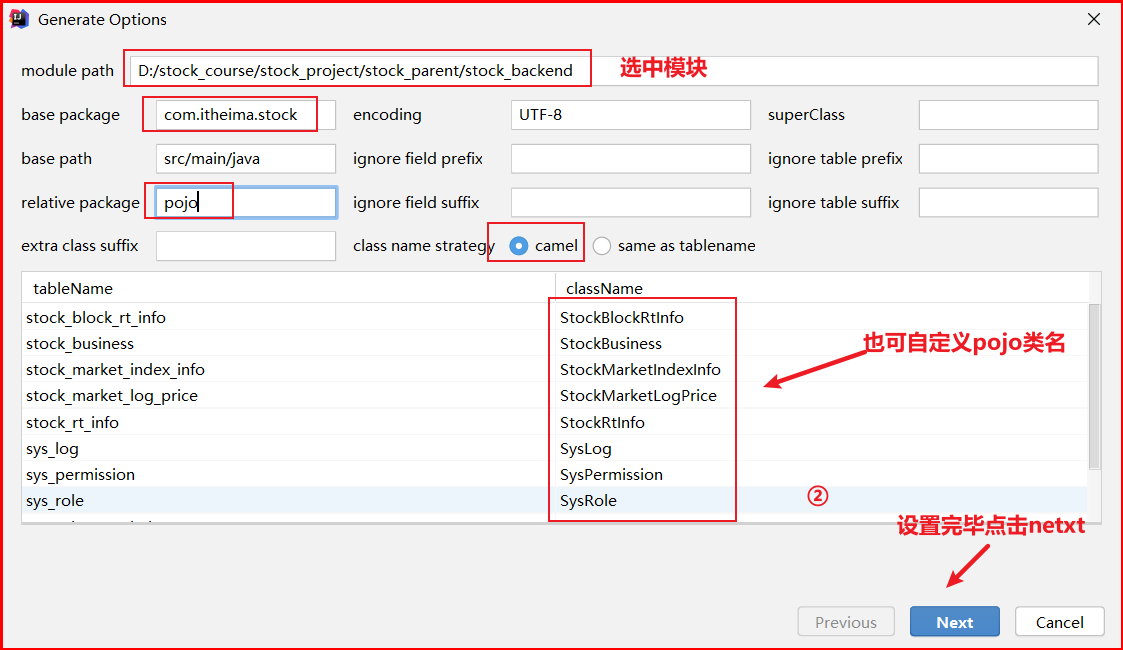 Generate Options
module path D:/stock_course/stock_project/stock_parent/stock_backend 选中模块
base package com.itheima.stock encoding UTF-8 superClass
base path src/main/java ignore field prefix ignore table prefix
relative package pojo ignore field suffix ignore table suffix
extra class suffix class name strategy camel same as tablename
tableName className
stock_block_rt_info StockBlockRtInfo
stock_business StockBusiness
也可自定义pojo类名
stock_market_index_info StockMarketIndexInfo
stock_market_log_price StockMarketLogPrice
stock_rt_info StockRtInfo
sys_log SysLog
sys_permission SysPermission
sys_role SysRole
②
设置完毕点击netxt
Previous Next Cancel